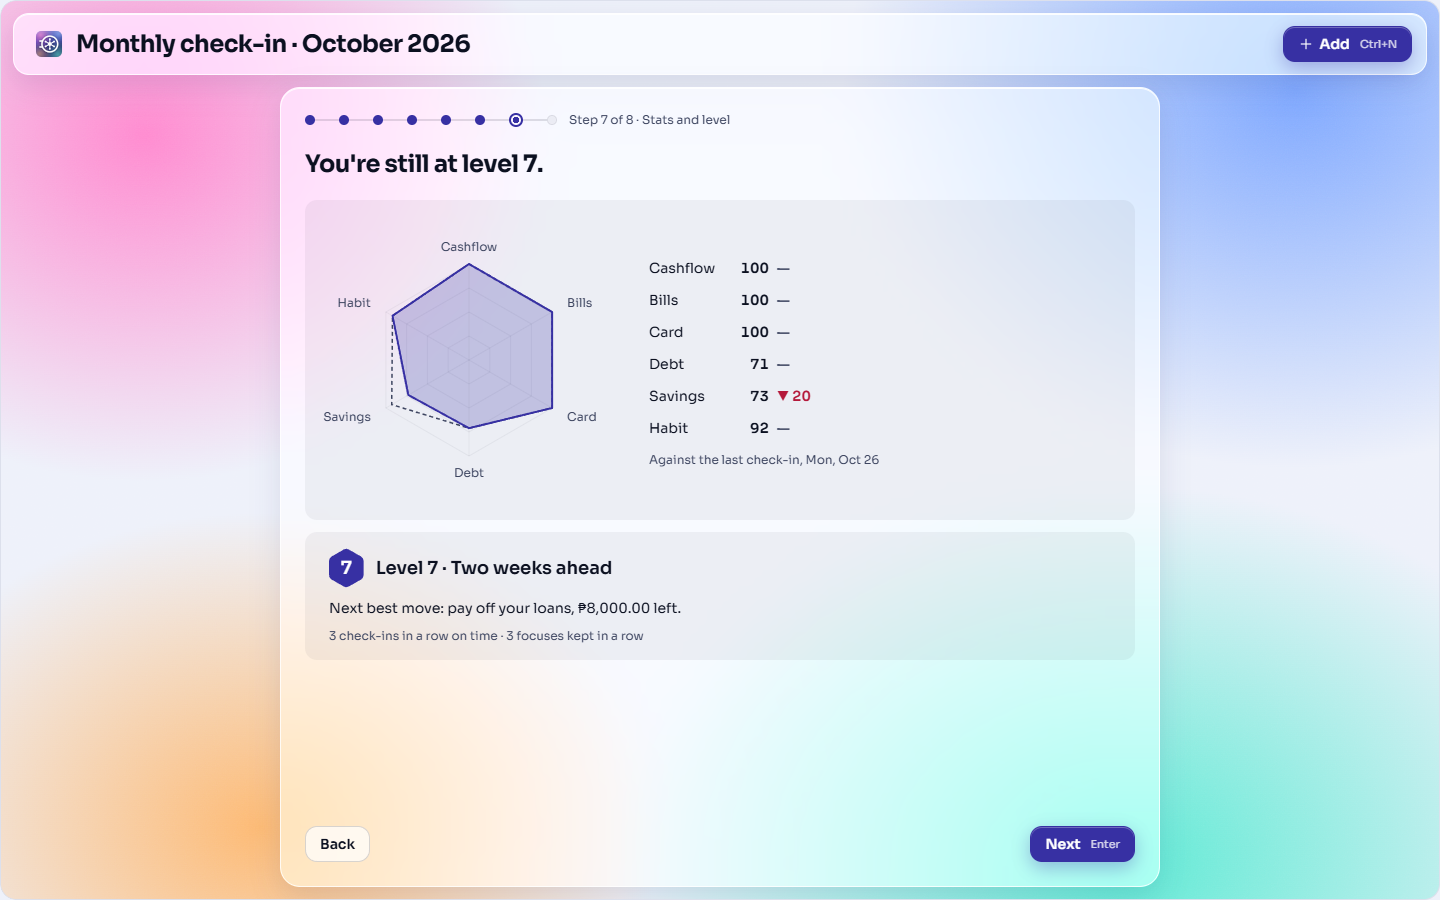 Monthly check-in · October 2026
+ Add Ctrl+N
Step 7 of 8 · Stats and level
You're still at level 7.
Cashflow
Habit
Bills
Savings
Card
Debt
Cashflow 100 —
Bills 100 —
Card 100 —
Debt 71 —
Savings 73 ▼ 20
Habit 92 —
Against the last check-in, Mon, Oct 26
7 Level 7 · Two weeks ahead
Next best move: pay off your loans, ₱8,000.00 left.
3 check-ins in a row on time · 3 focuses kept in a row
Back
Next Enter